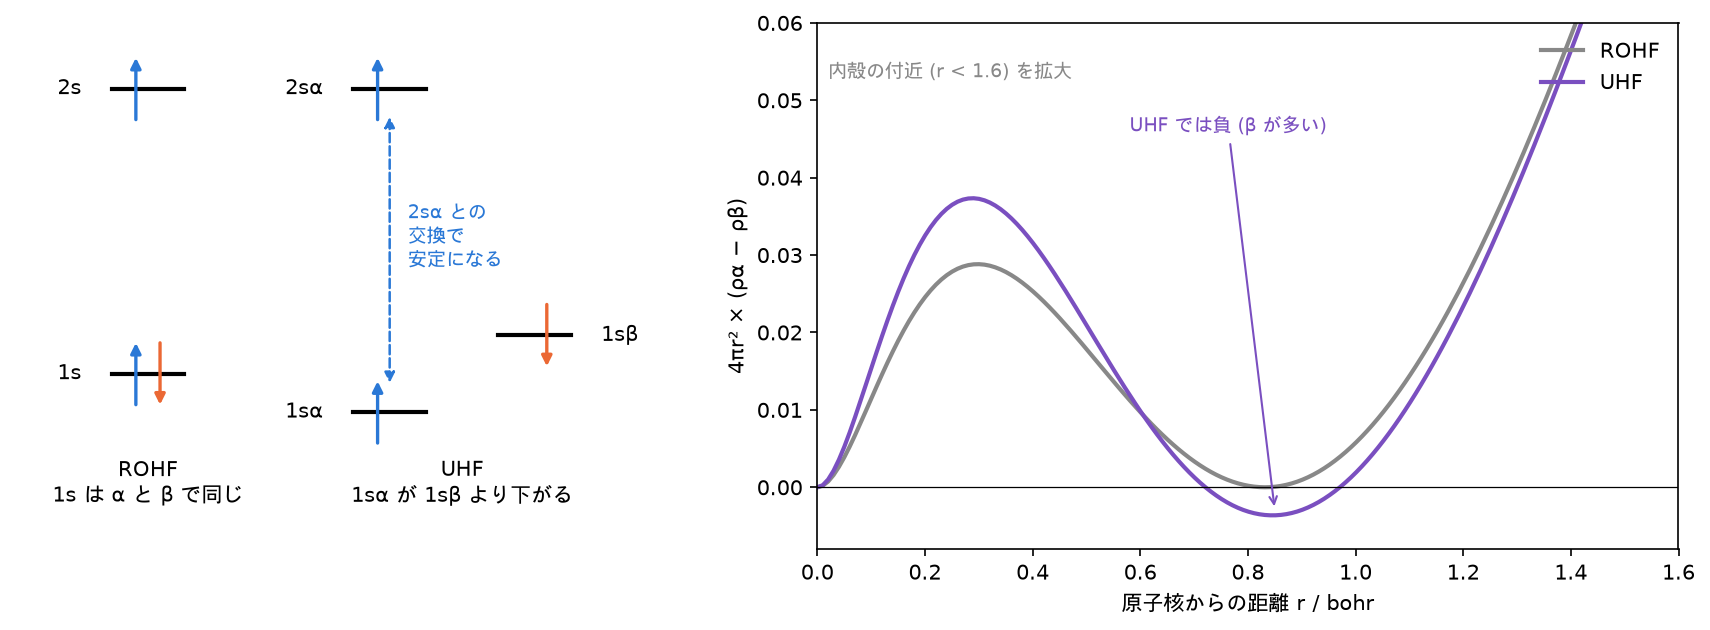 2s
1s
ROHF
1s は α と β で同じ
2sα
2sα との
交換で
安定になる
1sβ
1sα
UHF
1sα が 1sβ より下がる
4πr² × (ρα − ρβ)
0.06
0.05
0.04
0.03
0.02
0.01
0.00
内殻の付近 (r < 1.6) を拡大
UHF では負 (β が多い)
ROHF
UHF
0.0
0.2
0.4
0.6
0.8
1.0
1.2
1.4
1.6
原子核からの距離 r / bohr